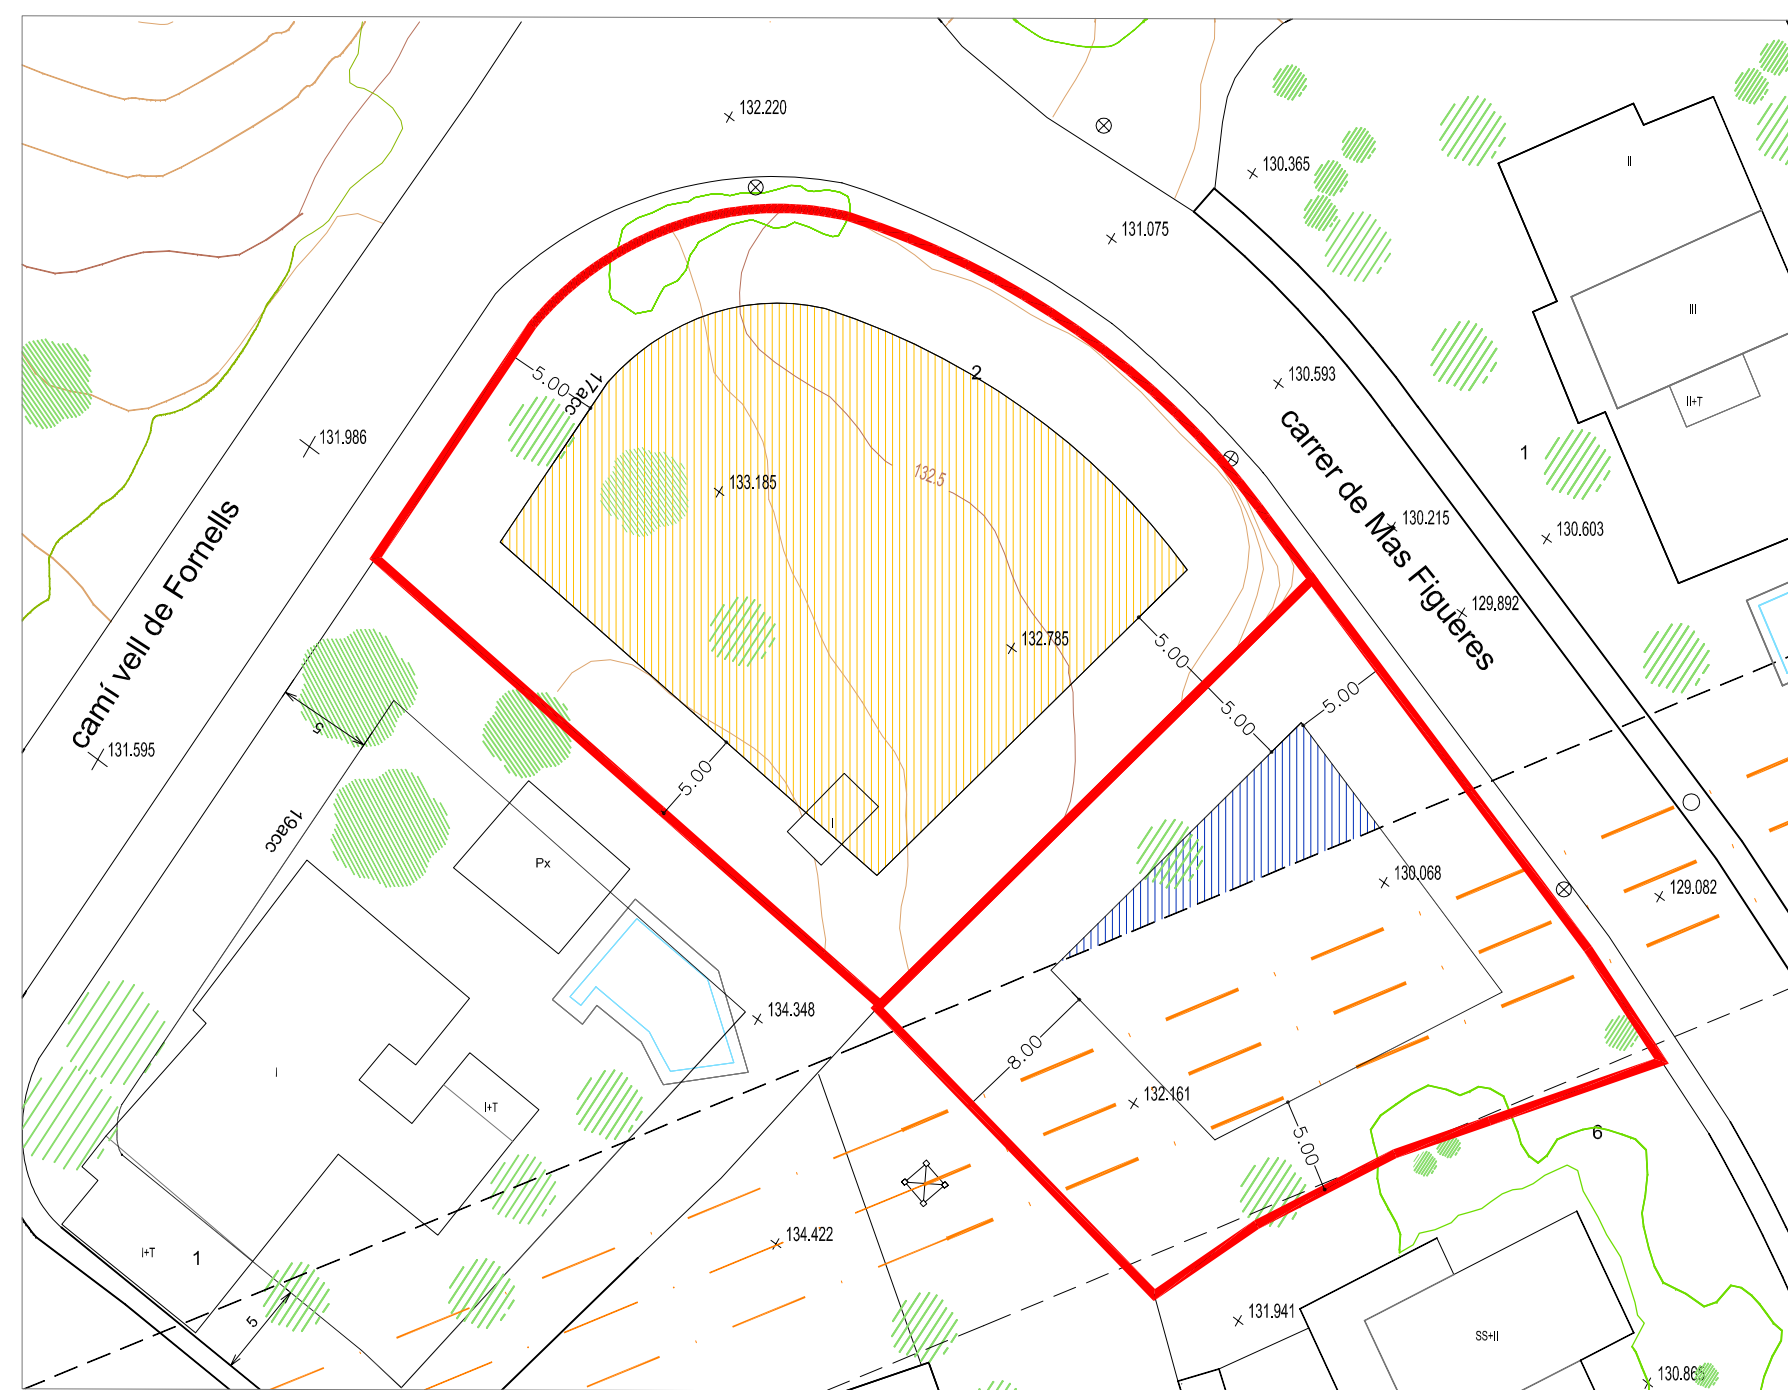 132.220
130.365
II
131.075
III
130.593
2
5.00
17acc
II+T
131.986
carrer de Mas Figueres
1
132.5
133.185
130.215
130.603
camí vell de Fornells
129.892
132.785
5.00
5.00
5.00
5
131.595
5.00
19acc
I
Px
130.068
129.082
134.348
8.00
I
132.161
I+T
5.00
6
134.422
I+T
1
131.941
5
SS+II